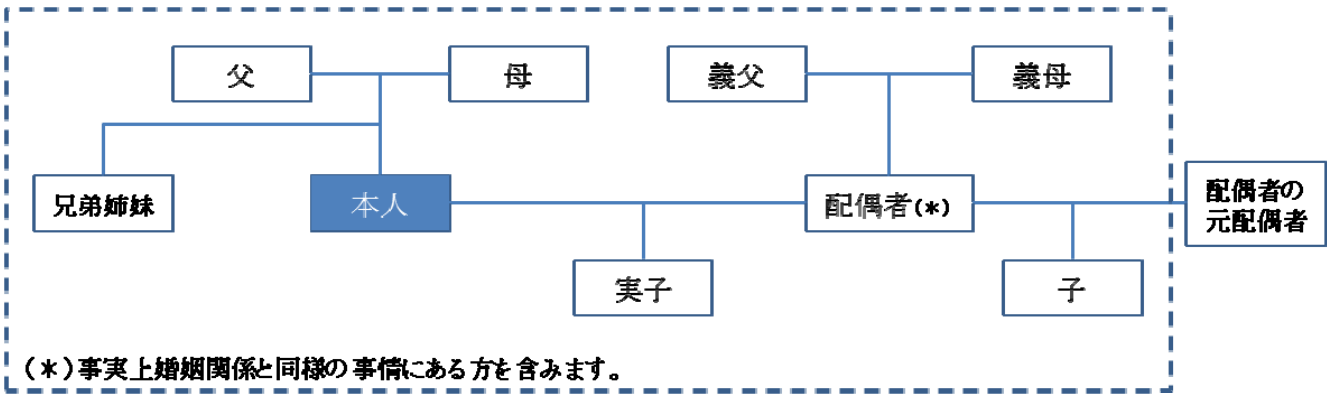 父
母
義父
義母
兄弟姉妹
本人
配偶者(*)
配偶者の
元配偶者
実子
子
(*)事実上婚姻関係と同様の事情にある方を含みます。